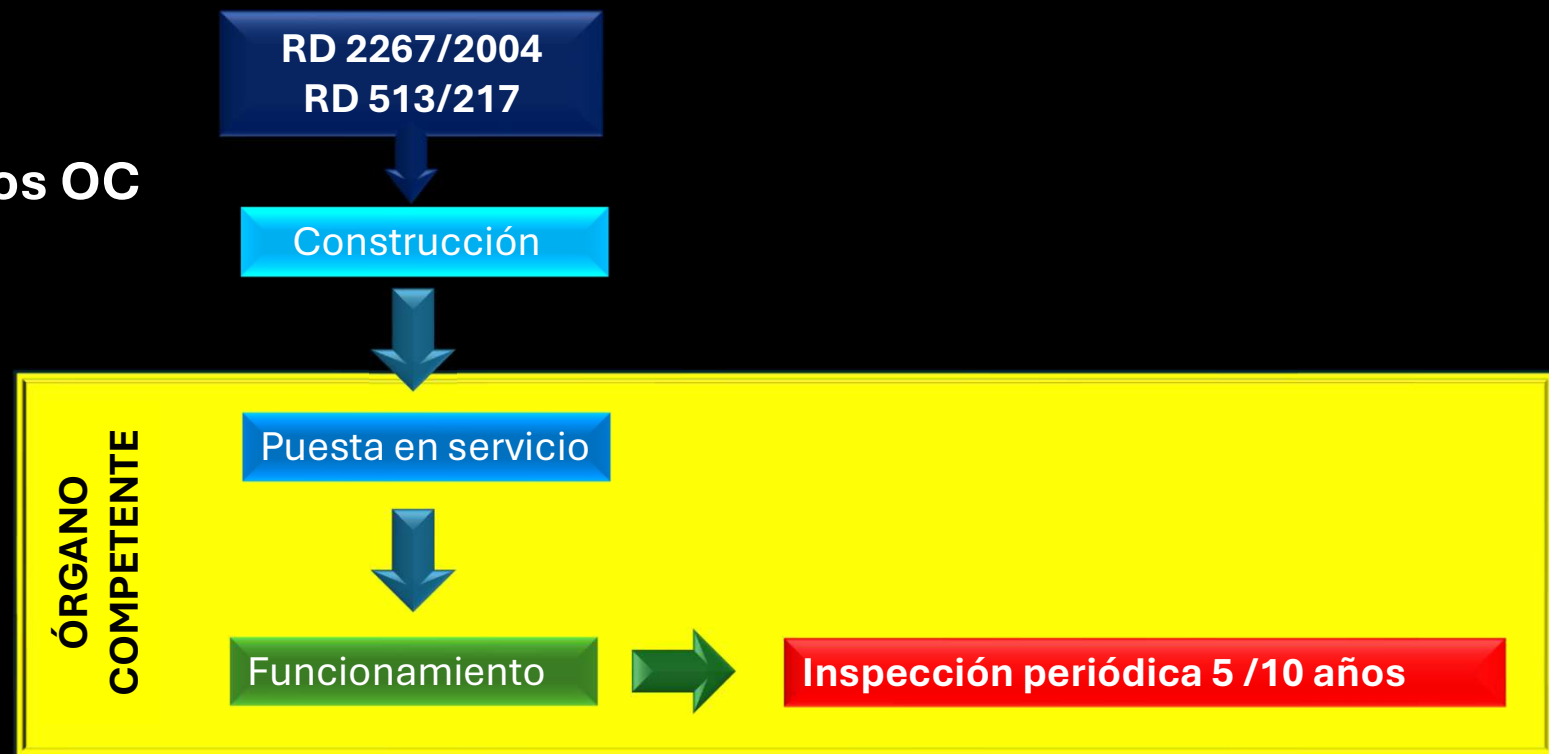 RD 2267/2004
RD 513/217
os OC
Construcción
Puesta en servicio
ÓRGANO
COMPETENTE
Funcionamiento
Inspección periódica 5 /10 años